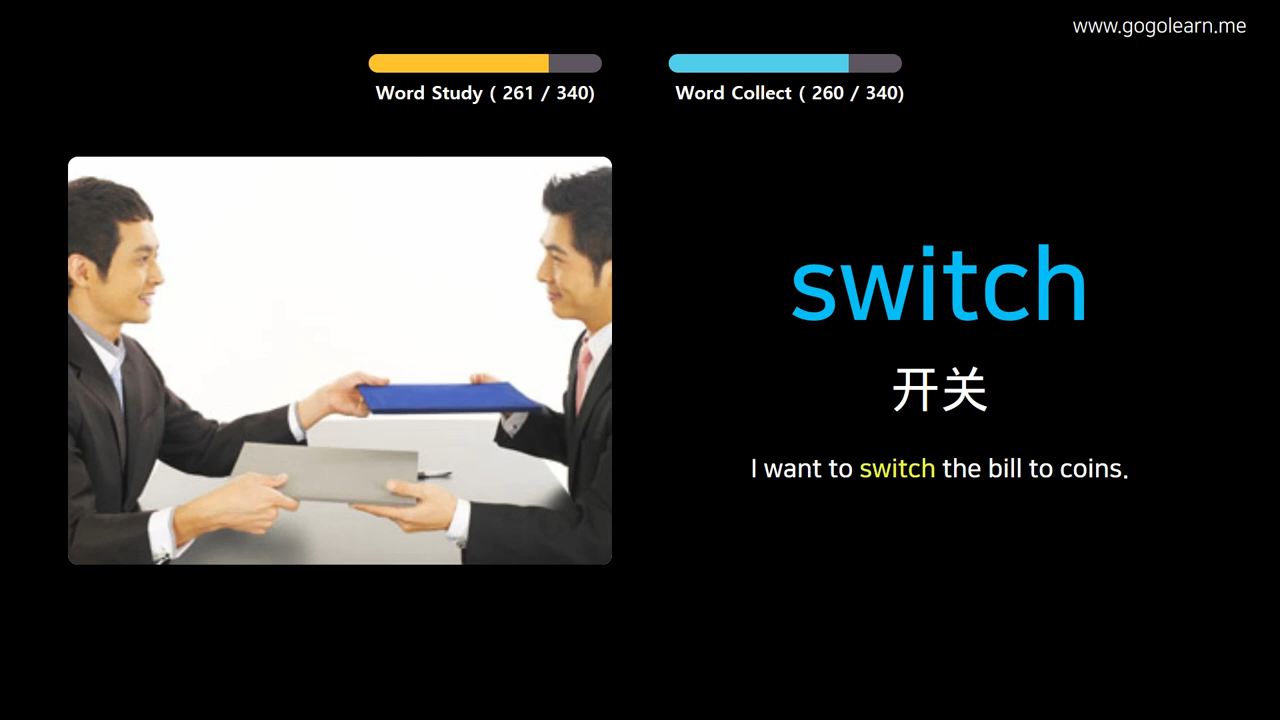 www.gogolearn.me
Word Study ( 261 / 340)
Word Collect ( 260 / 340)
switch
开关
I want to switch the bill to coins.